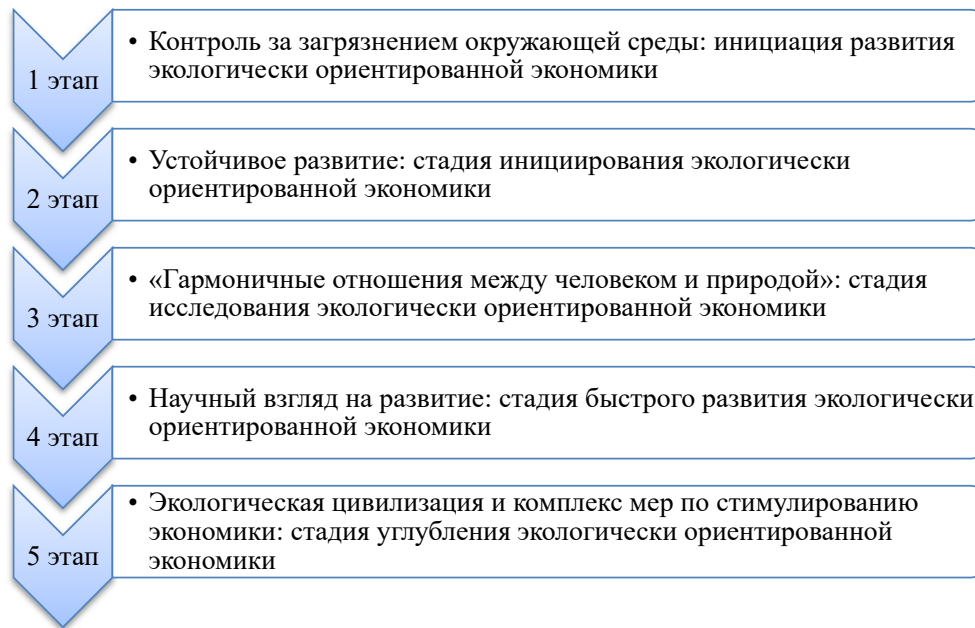 1 этап
• Контроль за загрязнением окружающей среды: инициация развития
экологически ориентированной экономики
2 этап
• Устойчивое развитие: стадия инициирования экологически
ориентированной экономики
3 этап
• «Гармоничные отношения между человеком и природой»: стадия
исследования экологически ориентированной экономики
4 этап
• Научный взгляд на развитие: стадия быстрого развития экологически
ориентированной экономики
5 этап
• Экологическая цивилизация и комплекс мер по стимулированию
экономики: стадия углубления экологически ориентированной
экономики